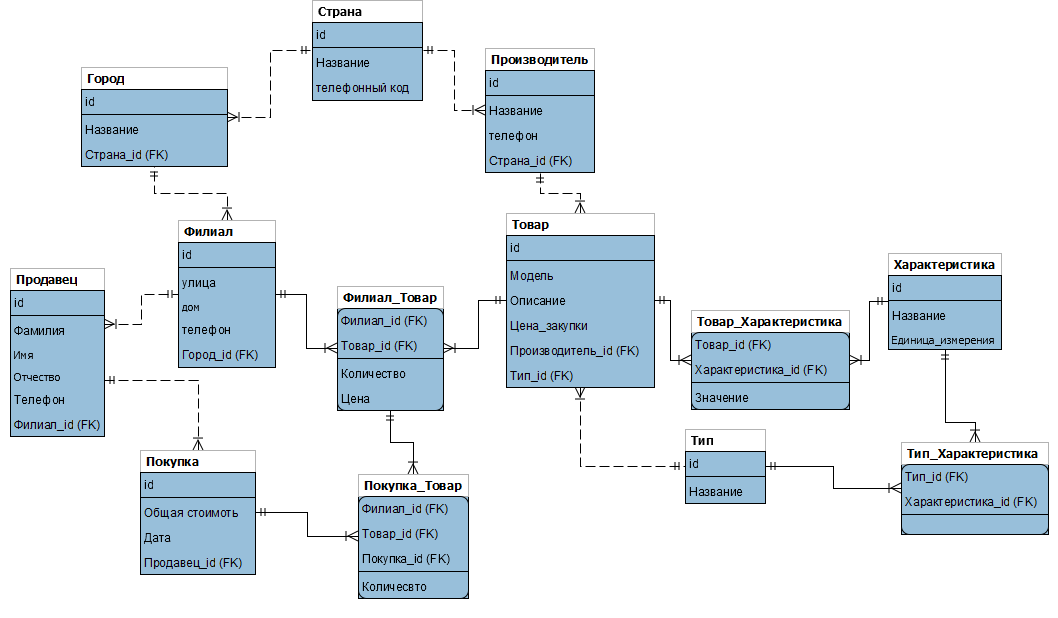 Страна
id
Название
телефонный код
Производитель
id
Название
телефон
Страна_id (FK)
Город
id
Название
Страна_id (FK)
Филиал
id
улица
дом
телефон
Город_id (FK)
Товар
id
Модель
Описание
Цена_закупки
Производитель_id (FK)
Тип_id (FK)
Продавец
id
Фамилия
Имя
Отчество
Телефон
Филиал_id (FK)
Филиал_Товар
Филиал_id (FK)
Товар_id (FK)
Количество
Цена
Товар_Характеристика
Товар_id (FK)
Характеристика_id (FK)
Значение
Характеристика
id
Название
Единица_измерения
Покупка
id
Общая стоимоть
Дата
Продавец_id (FK)
Покупка_Товар
Филиал_id (FK)
Товар_id (FK)
Покупка_id (FK)
Количесвто
Тип
id
Название
Тип_Характеристика
Тип_id (FK)
Характеристика_id (FK)